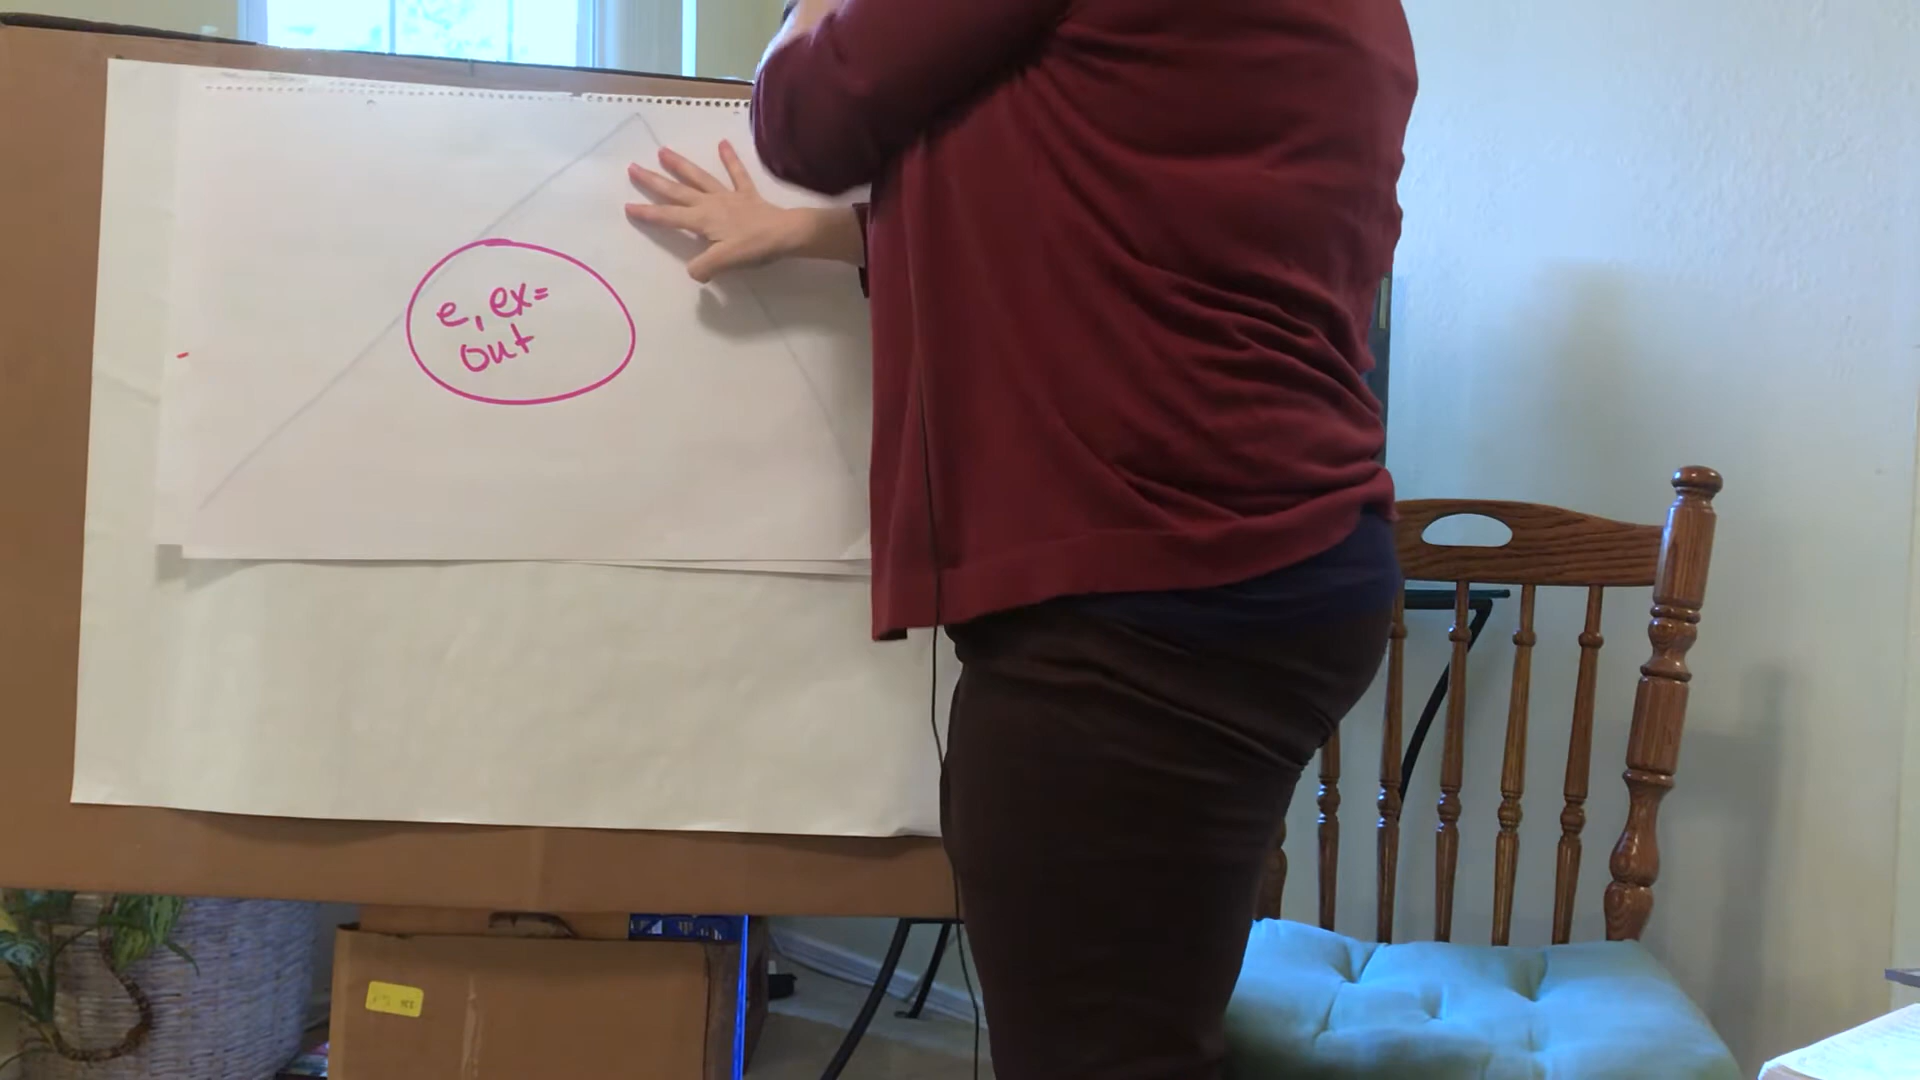 e, ex=
out